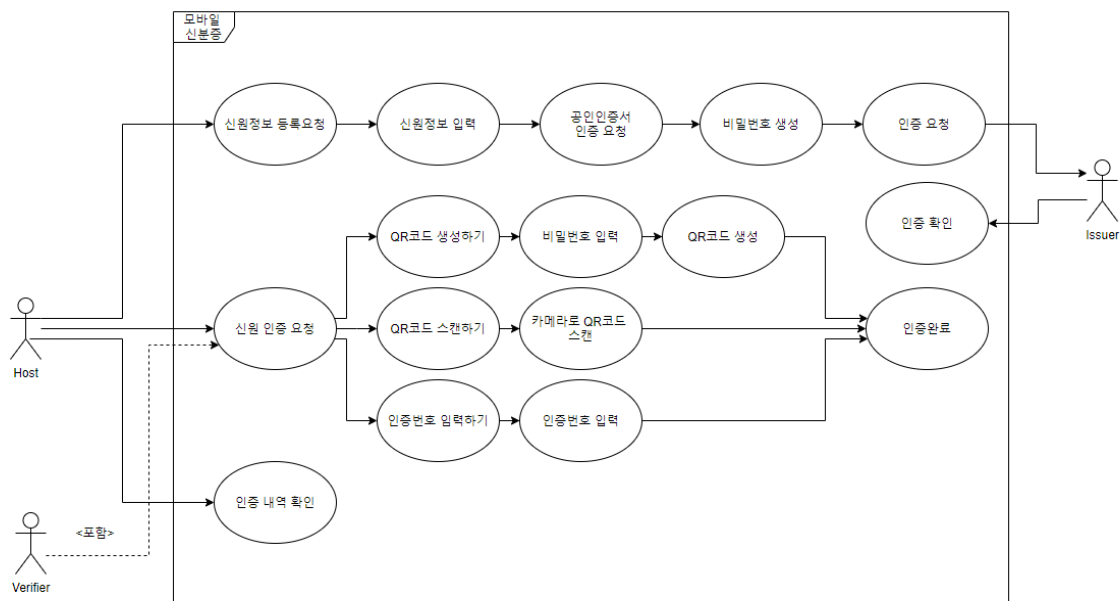 모바일
신분증
신원정보 등록요청
신원정보 입력
공인인증서
인증 요청
비밀번호 생성
인증 요청
Issuer
인증 확인
QR코드 생성하기
비밀번호 입력
QR코드 생성
Host
신원 인증 요청
QR코드 스캔하기
카메라로 QR코드
스캔
인증완료
인증번호 임력하기
인증번호 입력
인증 내역 확인
Verifier
<포함>